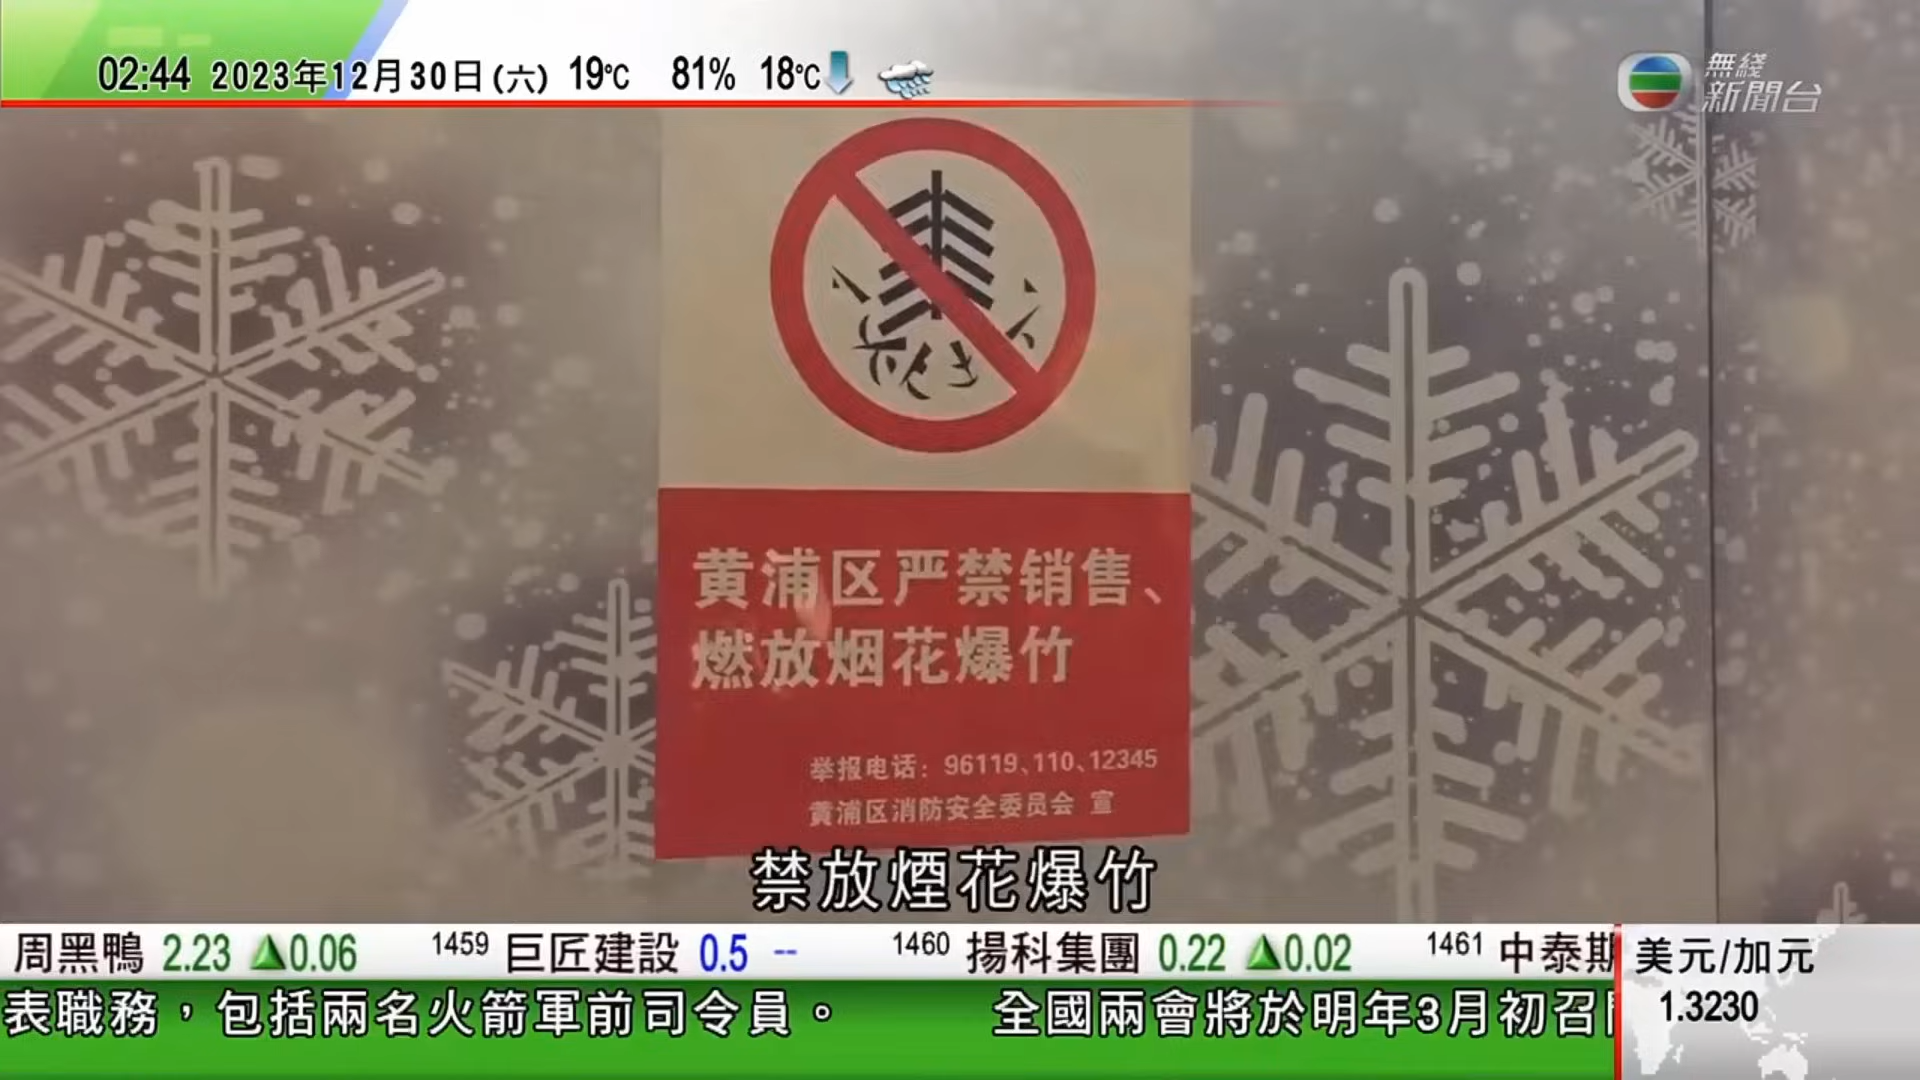 02:44 2023年12月30日(六) 19℃ 81% 18℃
無綫
新聞台
黄浦区严禁销售、
燃放烟花爆竹
举报电话：96119、110、12345
黄浦区消防安全委员会 宣
禁放煙花爆竹
周黑鴨 2.23 ▲0.06 1459 巨匠建設 0.5 -- 1460 揚科集團 0.22 ▲0.02 1461 中泰期
美元/加元
1.3230
表職務，包括兩名火箭軍前司令員。 全國兩會將於明年3月初召